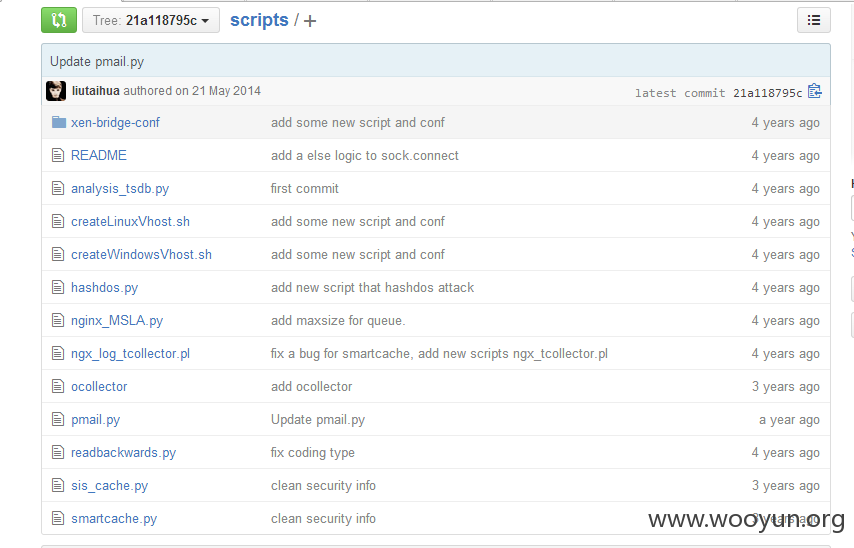 Tree: 21a118795c scripts / +
Update pmail.py
liutaihua authored on 21 May 2014 latest commit 21a118795c
xen-bridge-conf add some new script and conf 4 years ago
README add a else logic to sock.connect 4 years ago
analysis_tsdb.py first commit 4 years ago
createLinuxVhost.sh add some new script and conf 4 years ago
createWindowsVhost.sh add some new script and conf 4 years ago
hashdos.py add new script that hashdos attack 4 years ago
nginx_MSLA.py add maxsize for queue. 4 years ago
ngx_log_tcollector.pl fix a bug for smartcache, add new scripts ngx_tcollector.pl 4 years ago
ocollector add ocollector 3 years ago
pmail.py Update pmail.py a year ago
readbackwards.py fix coding type 4 years ago
sis_cache.py clean security info 3 years ago
smartcache.py clean security info 3 years ago
www.wooyun.org